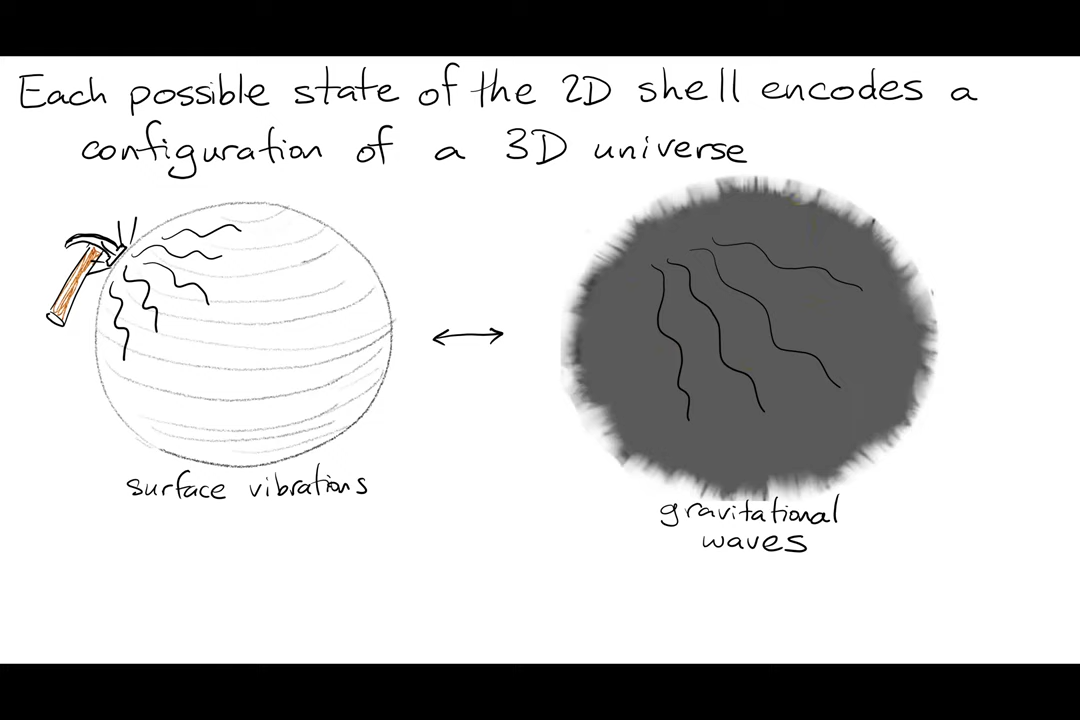 Each possible state of the 2D shell encodes a
configuration of a 3D universe
surface vibrations
gravitational
waves